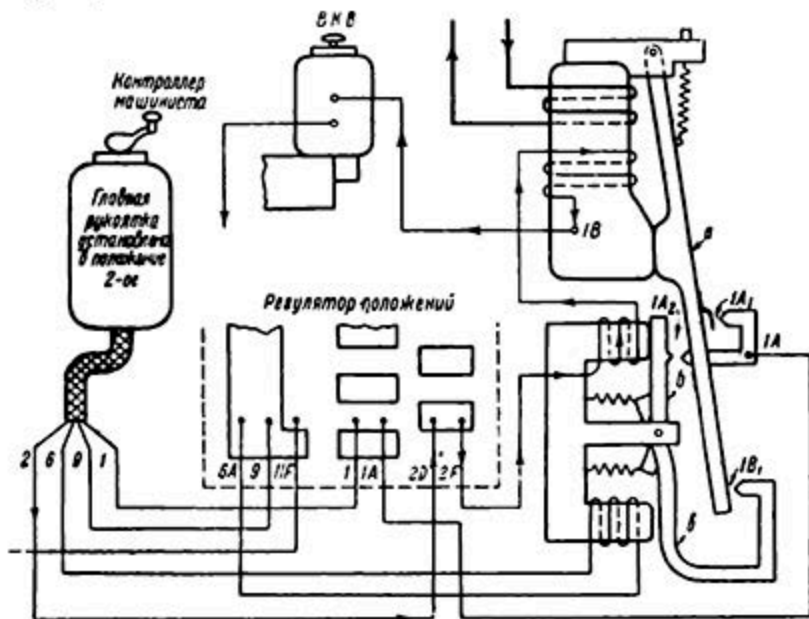 ВКВ
Контроллер
машиниста
Главная
рукоятка
установлена
в положение
2-ое
1В
а
Регулятор положений
1А₂
1А₁
1А
б
2 6 9 1
6А 9 11F 1 1А 2D 2F
1В₁
в